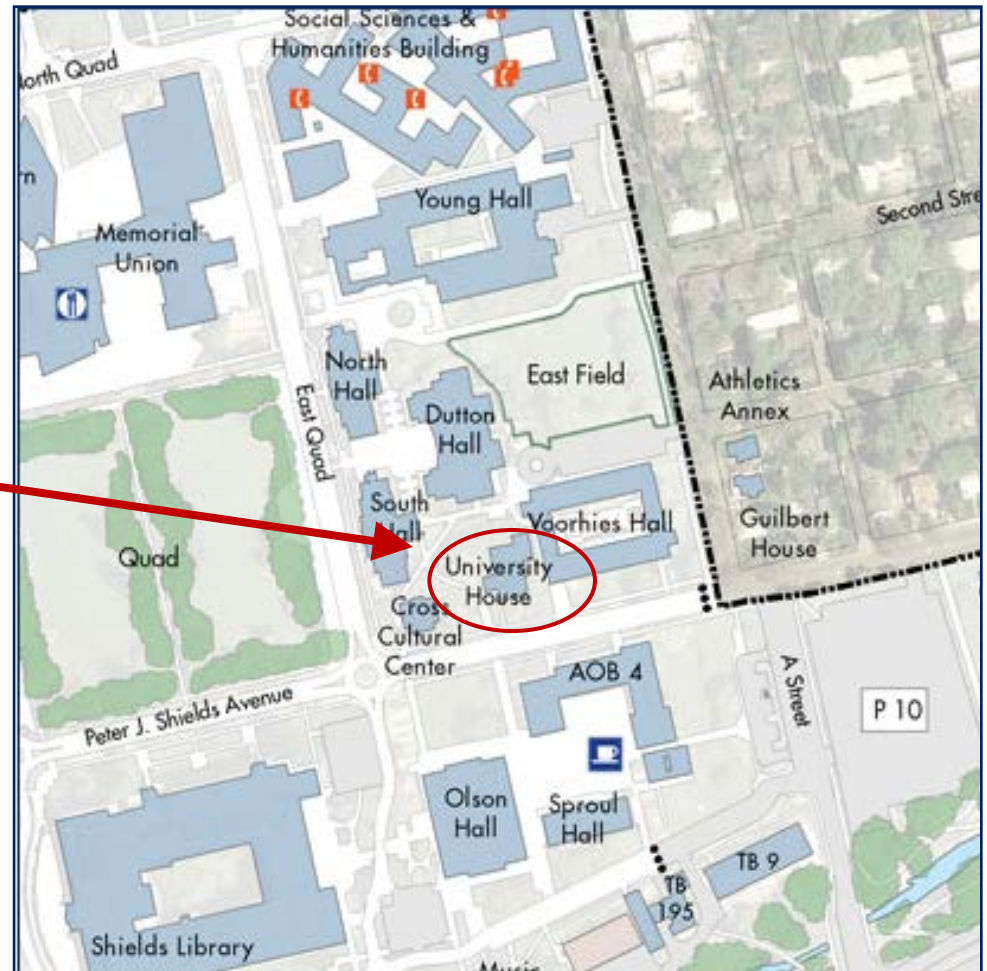 Social Sciences &
Humanities Building
North Quad
Young Hall
Second
Memorial
Union
North
Hall
East Field
Athletics
Annex
East Quad
Dutton
Hall
South
Hall
Voorhies Hall
Guilbert
House
Quad
University
House
Cross
Cultural
Center
AOB 4
A Street
Peter J. Shields Avenue
P 10
Olson
Hall
Sproul
Hall
TB 9
TB
195
Shields Library
Music